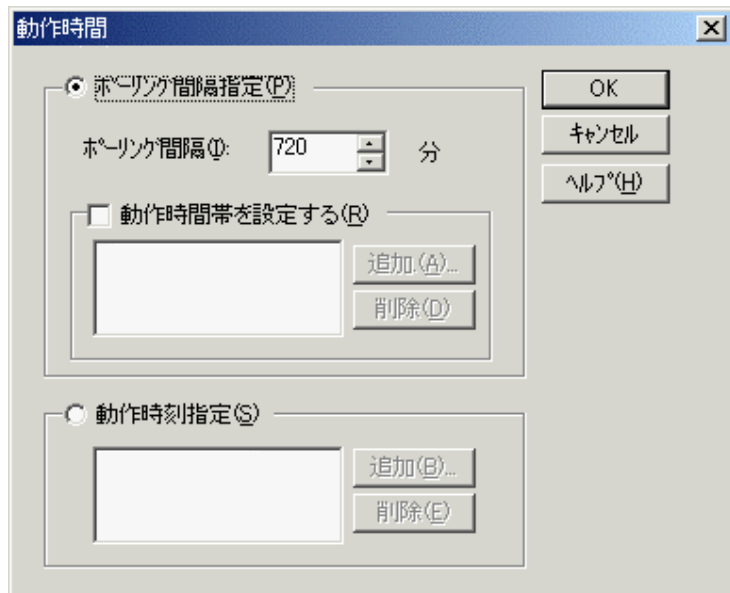 動作時間
ﾎﾟｰﾘﾝｸﾞ間隔指定(P)
ﾎﾟｰﾘﾝｸﾞ間隔(I):
720
分
動作時間帯を設定する(R)
追加.(A)...
削除(D)
動作時刻指定(S)
追加(B)...
削除(E)
OK
ｷｬﾝｾﾙ
ﾍﾙﾌﾟ(H)